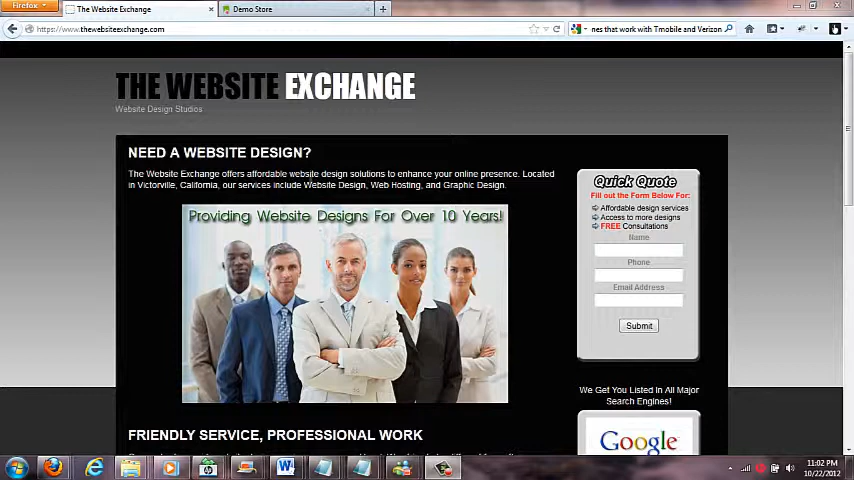 Firefox
The Website Exchange
Demo Store
https://www.thewebsiteexchange.com
nes that work with Tmobile and Verizon
THE WEBSITE EXCHANGE
Website Design Studios
NEED A WEBSITE DESIGN?
The Website Exchange offers affordable website design solutions to enhance your online presence. Located
in Victorville, California, our services include Website Design, Web Hosting, and Graphic Design.
Providing Website Designs For Over 10 Years!
Quick Quote
Fill out the Form Below For:
Affordable design services
Access to more designs
FREE Consultations
Name
Phone
Email Address
Submit
We Get You Listed In All Major
Search Engines!
Google
FRIENDLY SERVICE, PROFESSIONAL WORK
11:02 PM
10/22/2012